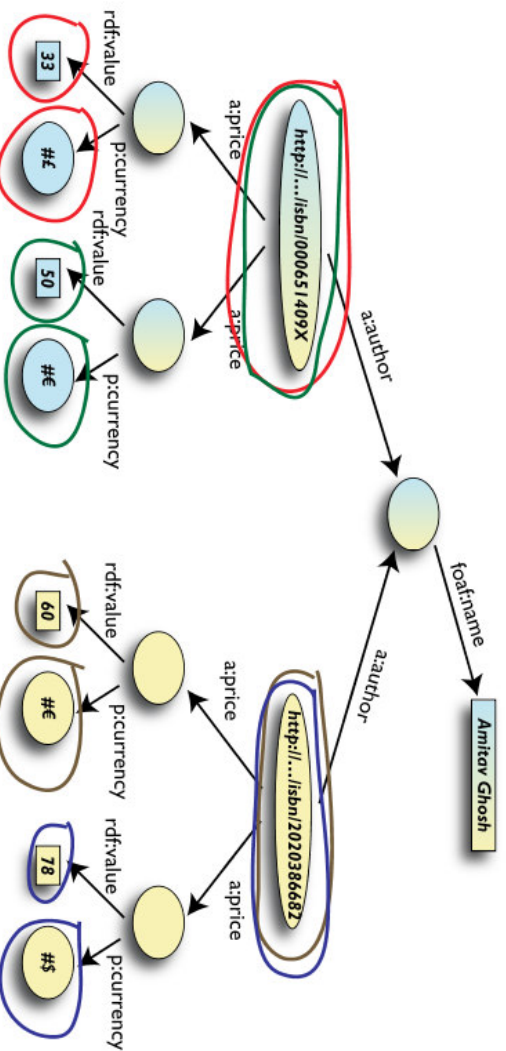 Amitav Ghosh
foaf:name
a:author
a:author
http://.../isbn/000651409X
http://.../isbn/2020386682
a:price
a:price
a:price
a:price
rdf:value
p:currency
rdf:value
p:currency
rdf:value
p:currency
rdf:value
p:currency
33
#£
50
#€
60
#€
78
#$